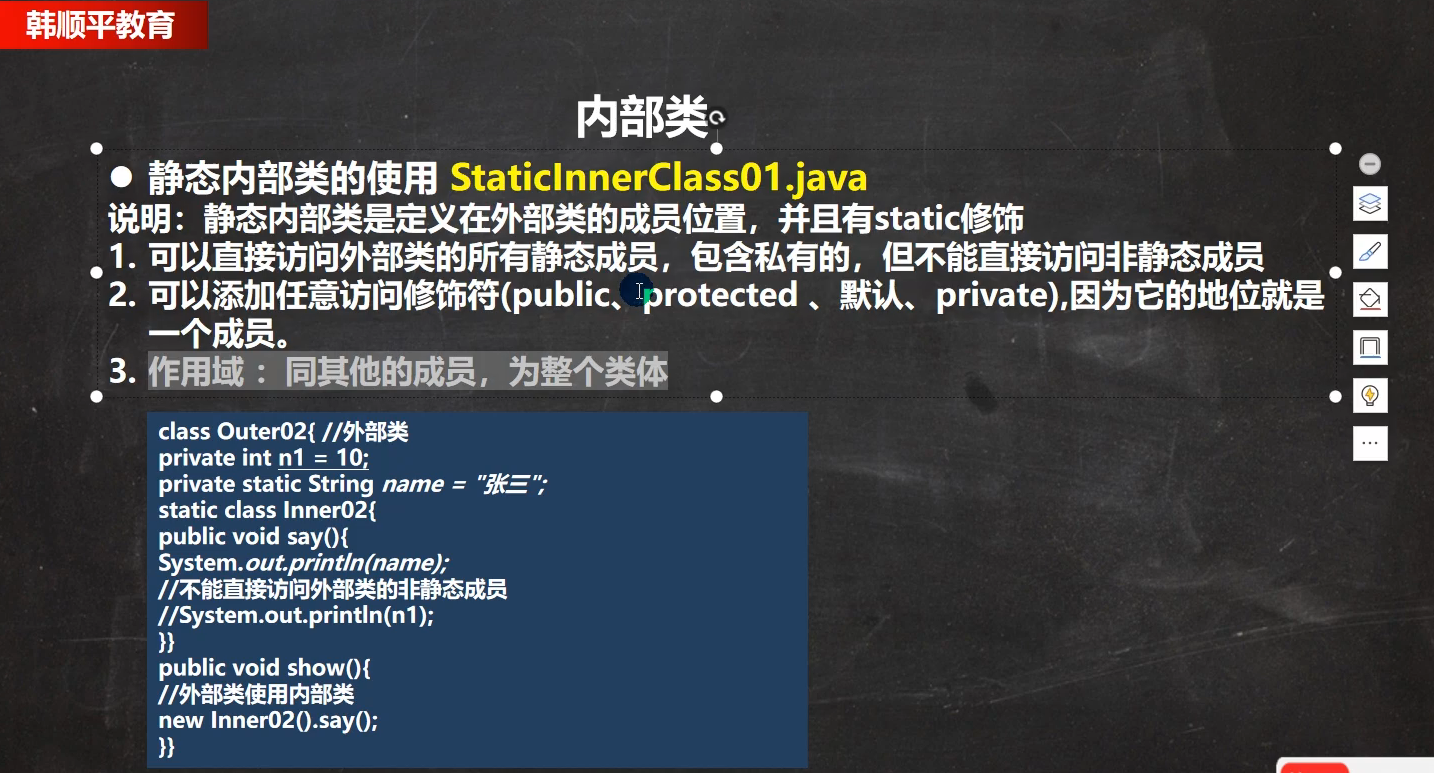 韩顺平教育
内部类
● 静态内部类的使用 StaticInnerClass01.java
说明：静态内部类是定义在外部类的成员位置，并且有static修饰
1. 可以直接访问外部类的所有静态成员，包含私有的，但不能直接访问非静态成员
2. 可以添加任意访问修饰符(public、protected 、默认、private),因为它的地位就是
一个成员。
3. 作用域 ：同其他的成员，为整个类体
class Outer02{ //外部类
private int n1 = 10;
private static String name = "张三";
static class Inner02{
public void say(){
System.out.println(name);
//不能直接访问外部类的非静态成员
//System.out.println(n1);
}}
public void show(){
//外部类使用内部类
new Inner02().say();
}}